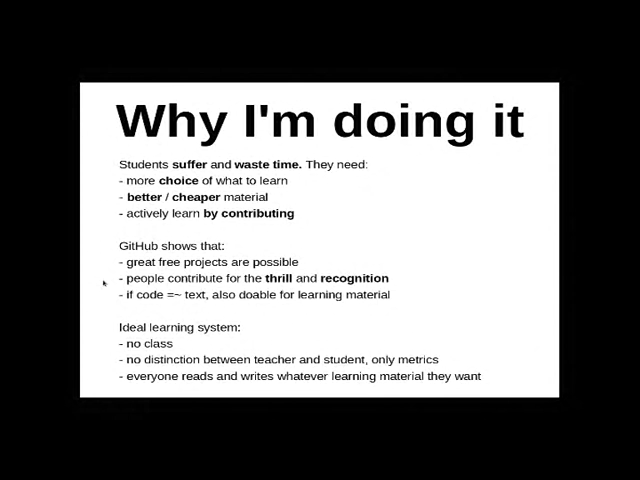 Why I'm doing it
Students suffer and waste time. They need:
- more choice of what to learn
- better / cheaper material
- actively learn by contributing
GitHub shows that:
- great free projects are possible
- people contribute for the thrill and recognition
- if code =~ text, also doable for learning material
Ideal learning system:
- no class
- no distinction between teacher and student, only metrics
- everyone reads and writes whatever learning material they want